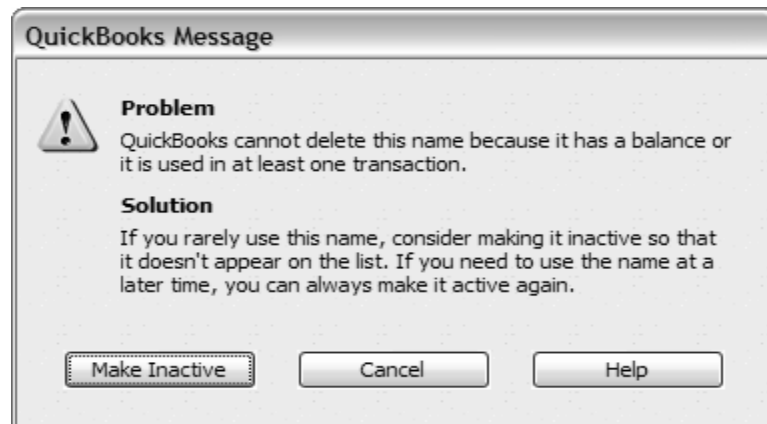 QuickBooks Message
Problem
QuickBooks cannot delete this name because it has a balance or
it is used in at least one transaction.
Solution
If you rarely use this name, consider making it inactive so that
it doesn't appear on the list. If you need to use the name at a
later time, you can always make it active again.
Make Inactive
Cancel
Help